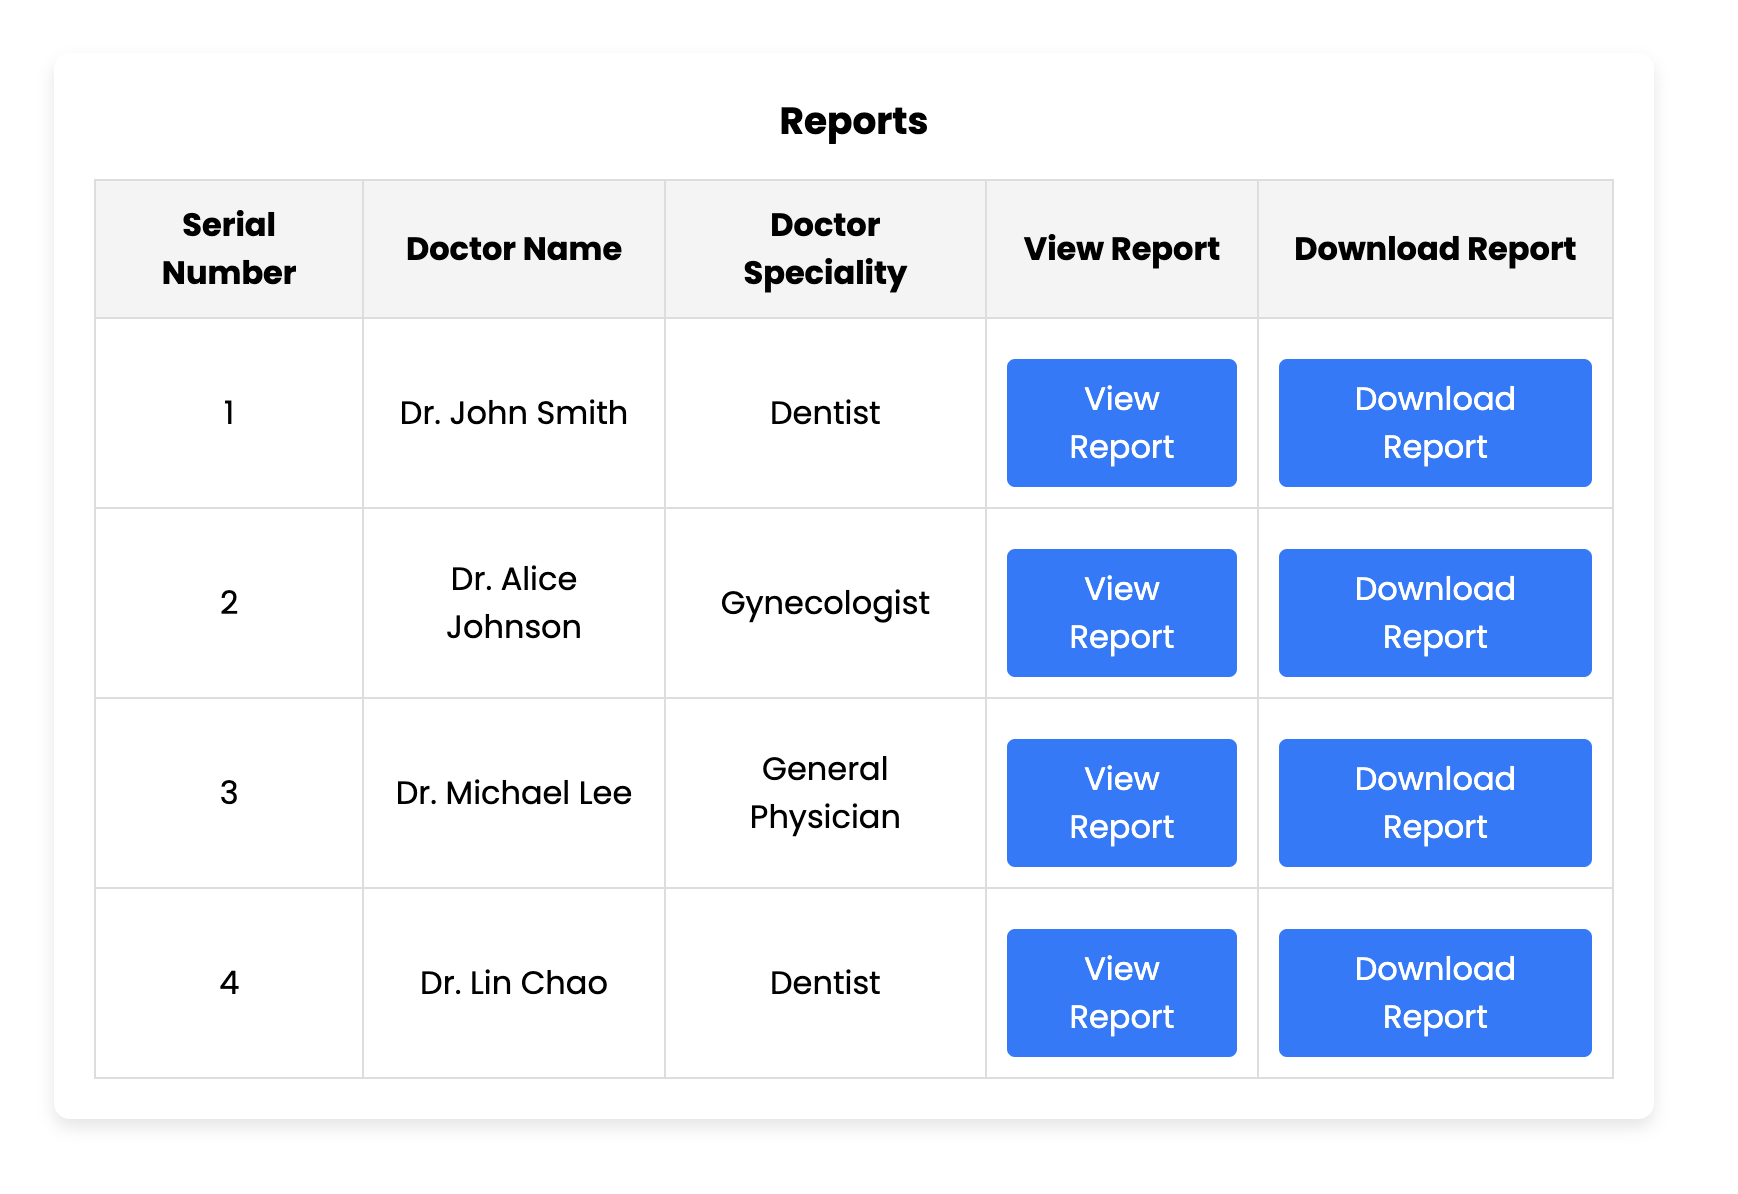 Reports
Serial
Number
Doctor Name
Doctor
Speciality
View Report
Download Report
1
Dr. John Smith
Dentist
View
Report
Download
Report
2
Dr. Alice
Johnson
Gynecologist
View
Report
Download
Report
3
Dr. Michael Lee
General
Physician
View
Report
Download
Report
4
Dr. Lin Chao
Dentist
View
Report
Download
Report